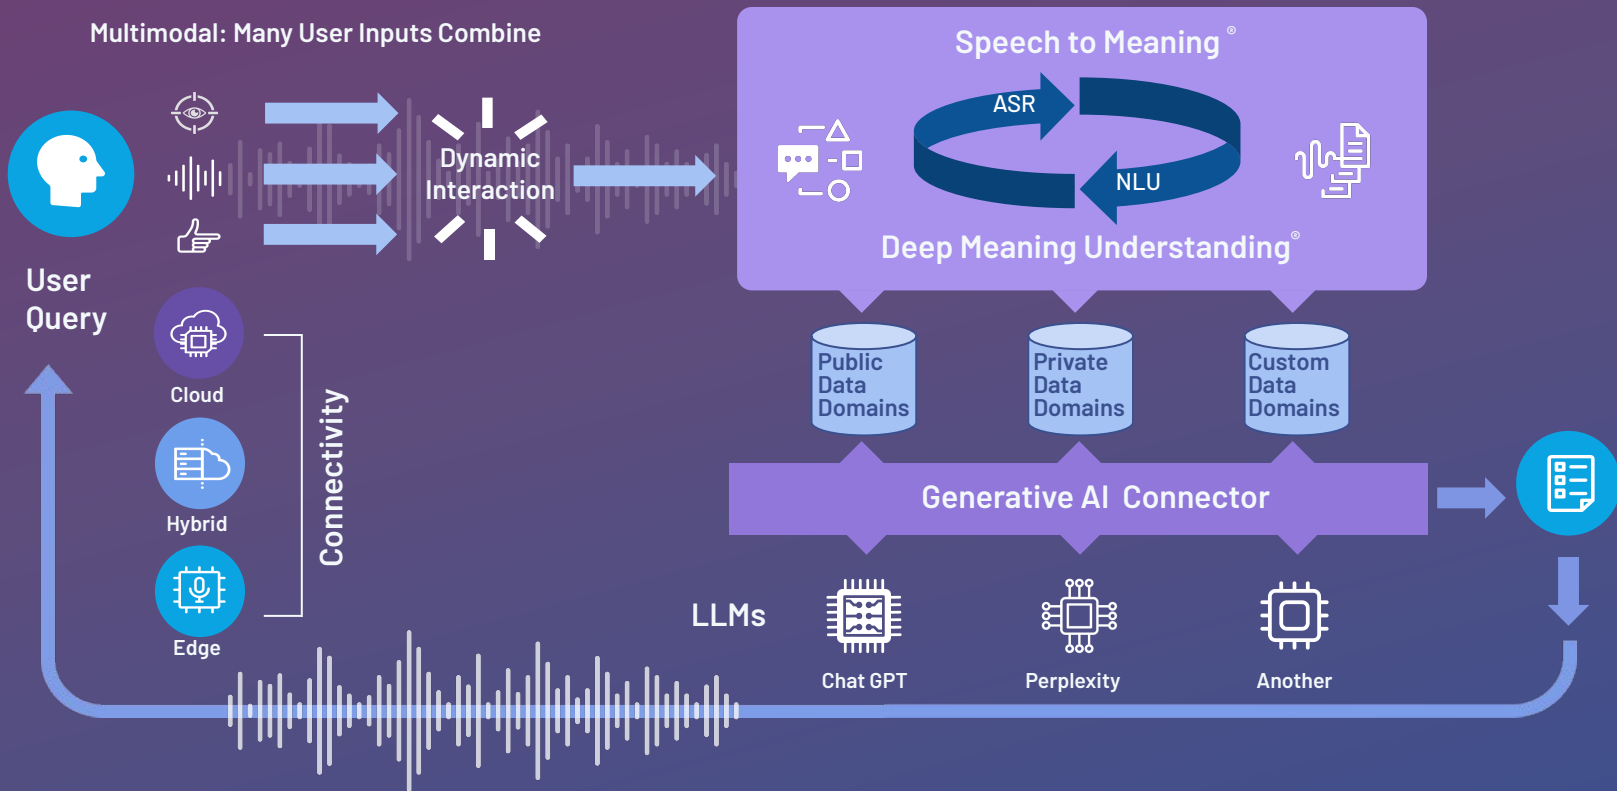 Multimodal: Many User Inputs Combine
User
Query
Dynamic
Interaction
Speech to Meaning ®
ASR
NLU
Deep Meaning Understanding®
Cloud
Hybrid
Edge
Connectivity
Public
Data
Domains
Private
Data
Domains
Custom
Data
Domains
Generative AI Connector
LLMs
Chat GPT
Perplexity
Another